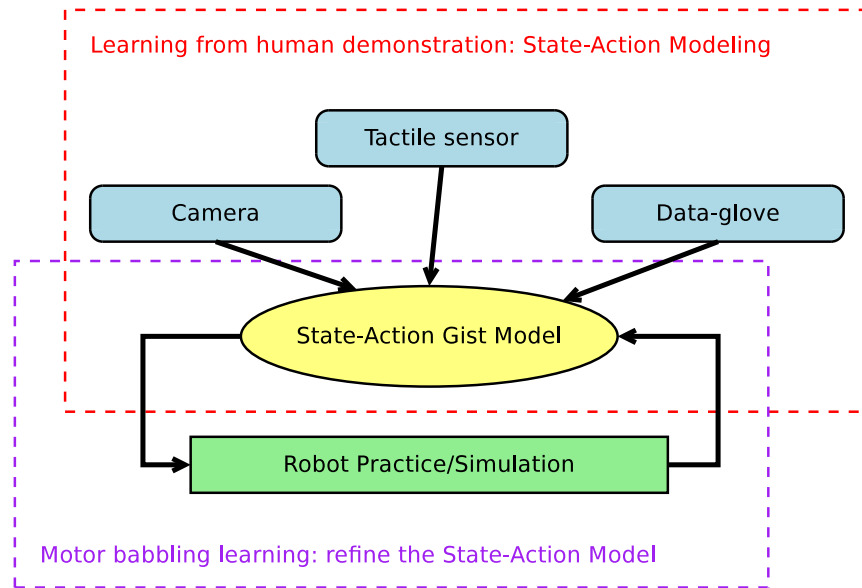 Learning from human demonstration: State-Action Modeling
Tactile sensor
Camera
Data-glove
State-Action Gist Model
Robot Practice/Simulation
Motor babbling learning: refine the State-Action Model